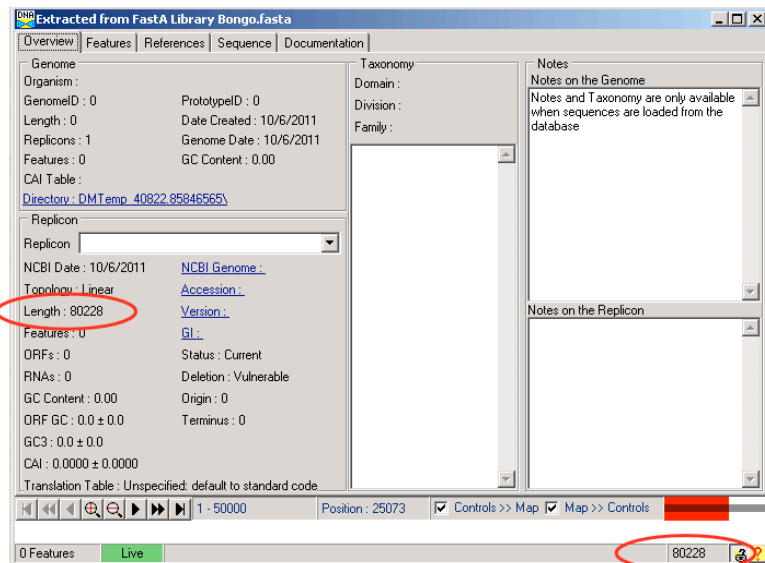 Extracted from FastA Library Bongo.fasta
Overview Features References Sequence Documentation
Genome
Organism :
GenomeID : 0 PrototypeID : 0
Length : 0 Date Created : 10/6/2011
Replicons : 1 Genome Date : 10/6/2011
Features : 0 GC Content : 0.00
CAI Table :
Directory : DMTemp_40822.85846565\
Replicon
Replicon
NCBI Date : 10/6/2011 NCBI Genome :
Topology : Linear Accession :
Length : 80228 Version :
Features : 0 GI :
ORFs : 0 Status : Current
RNAs : 0 Deletion : Vulnerable
GC Content : 0.00 Origin : 0
ORF GC : 0.0 ± 0.0 Terminus : 0
GC3 : 0.0 ± 0.0
CAI : 0.0000 ± 0.0000
Translation Table : Unspecified: default to standard code
Taxonomy
Domain :
Division :
Family :
Notes
Notes on the Genome
Notes and Taxonomy are only available
when sequences are loaded from the
database
Notes on the Replicon
1 - 50000 Position : 25073 Controls >> Map Map >> Controls
0 Features Live 80228